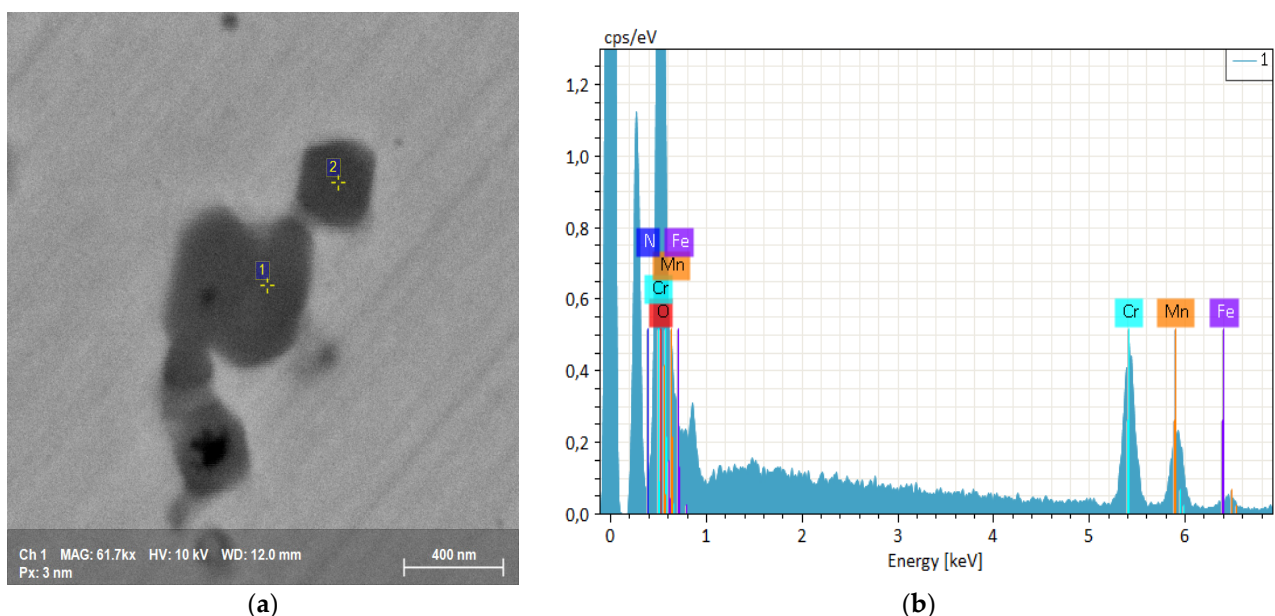 2
1
Ch 1 MAG: 61.7kx HV: 10 kV WD: 12.0 mm
Px: 3 nm
400 nm
(a)
cps/eV
1
1,2
1,0
0,8
0,6
0,4
0,2
0,0
N Fe
Mn
Cr
O
Cr Mn Fe
0 1 2 3 4 5 6
Energy [keV]
(b)